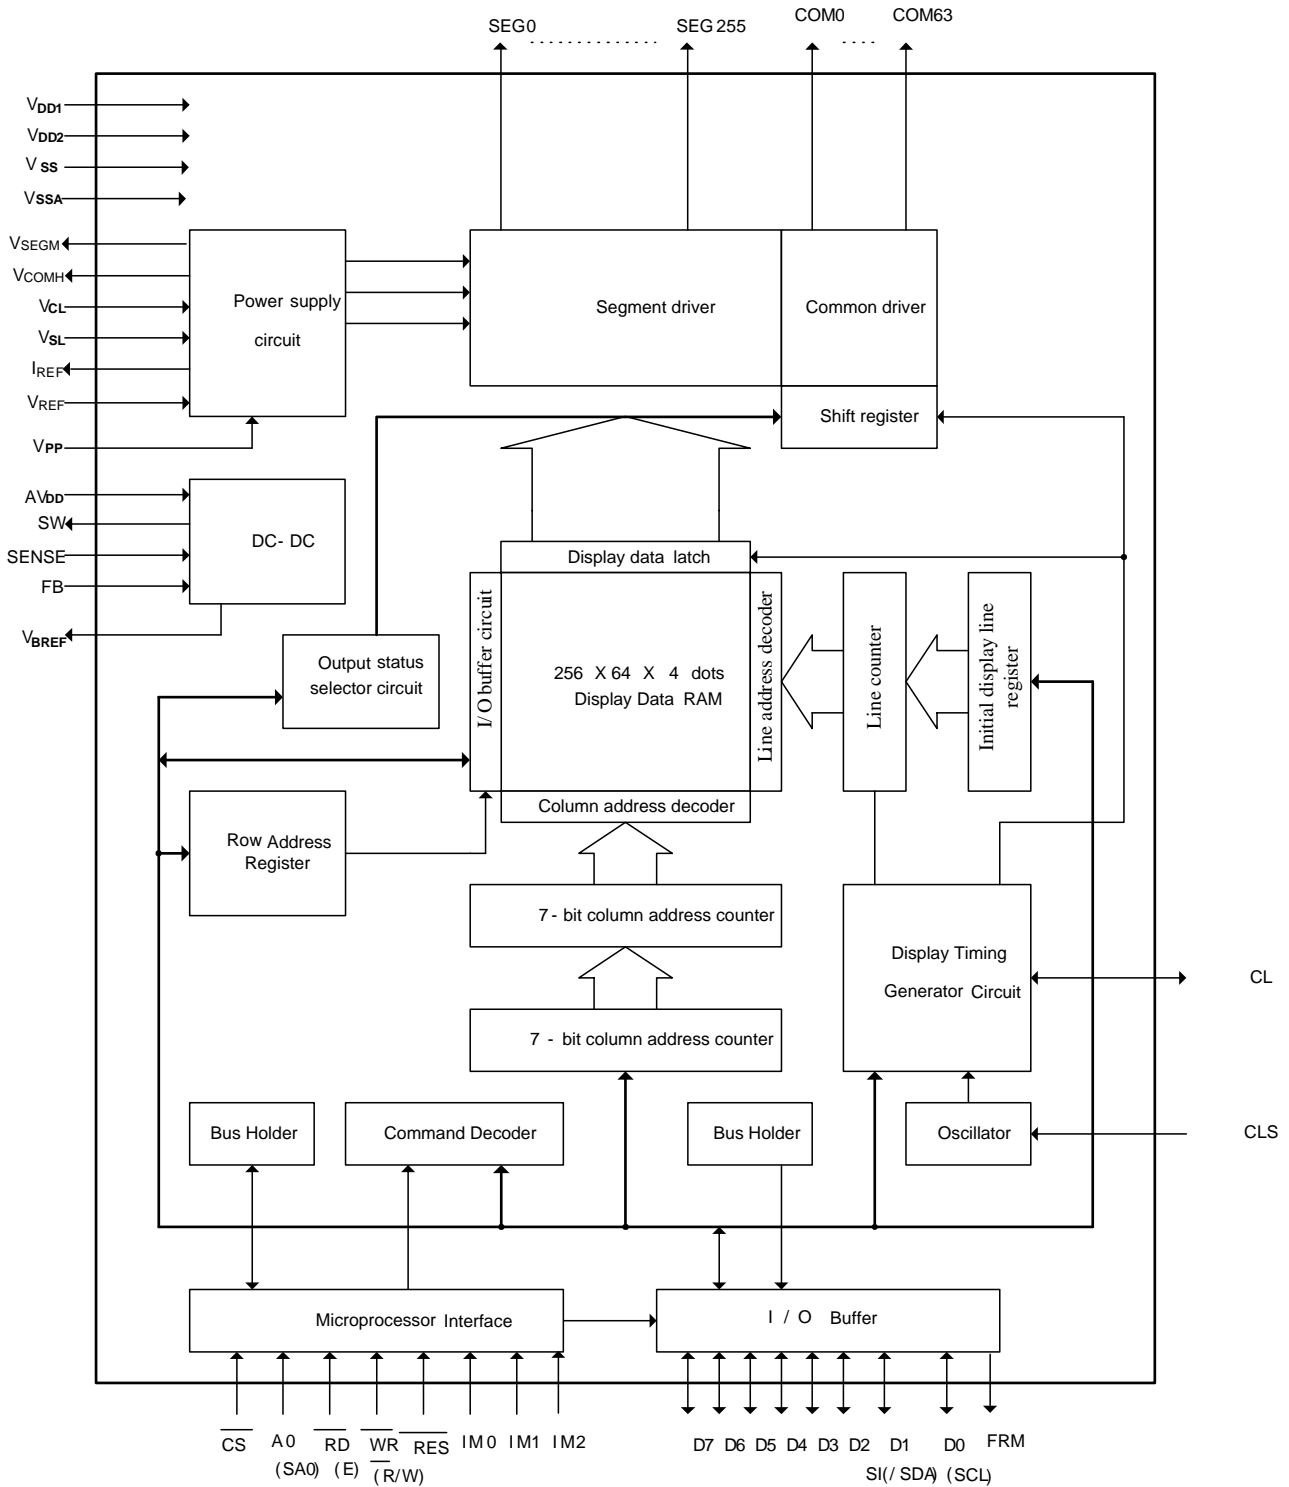 SEG0 ............... SEG255
COM0 .... COM63
VDD1
VDD2
VSS
VSSA
VSEGM
VCOMH
VCL
VSL
IREF
VREF
VPP
Power supply
circuit
Segment driver
Common driver
Shift register
AVDD
SW
SENSE
FB
VBREF
DC-DC
Output status
selector circuit
Display data latch
I/O buffer circuit
256 X 64 X 4 dots
Display Data RAM
Line address decoder
Line counter
Initial display line
register
Column address decoder
Row Address
Register
7 - bit column address counter
7 - bit column address counter
Display Timing
Generator Circuit
CL
Bus Holder
Command Decoder
Bus Holder
Oscillator
CLS
Microprocessor Interface
I / O Buffer
CS A0 RD WR RES IM0 IM1 IM2
(SA0) (E) (R/W)
D7 D6 D5 D4 D3 D2 D1 D0 FRM
SI(/SDA) (SCL)